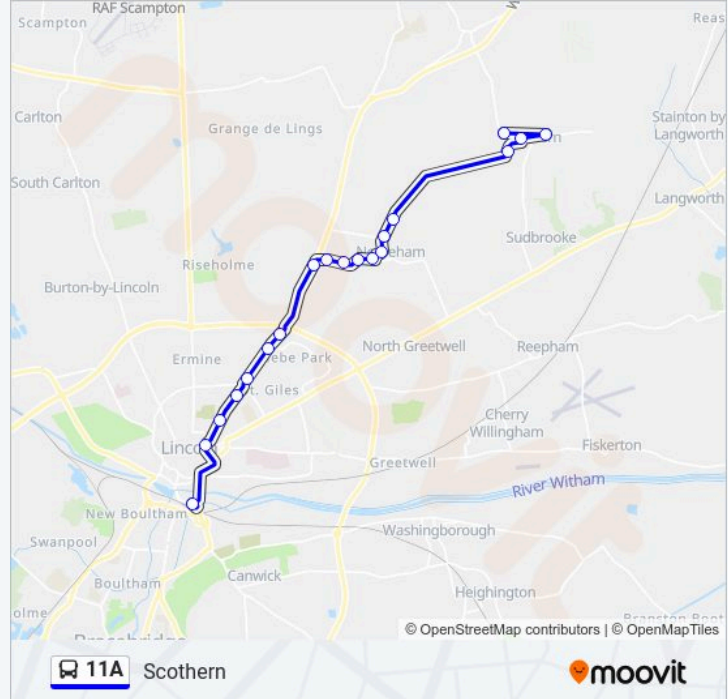 RAF Scampton
Scampton
Reas
Carlton
Grange de Lings
Stainton by
Langworth
South Carlton
Langworth
Sudbrooke
Riseholme
Burton-by-Lincoln
Ermine
North Greetwell
Reepham
St. Giles
Cherry
Willingham
Fiskerton
Greetwell
River Witham
New Boultham
Washingborough
Swanpool
Canwick
Boultham
Heighington
© OpenStreetMap contributors | © OpenMapTiles
11A Scothern
moovit